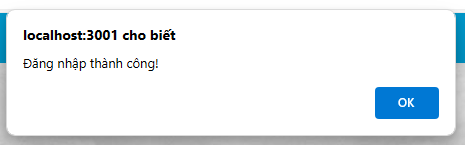 localhost:3001 cho biết
Đăng nhập thành công!
OK